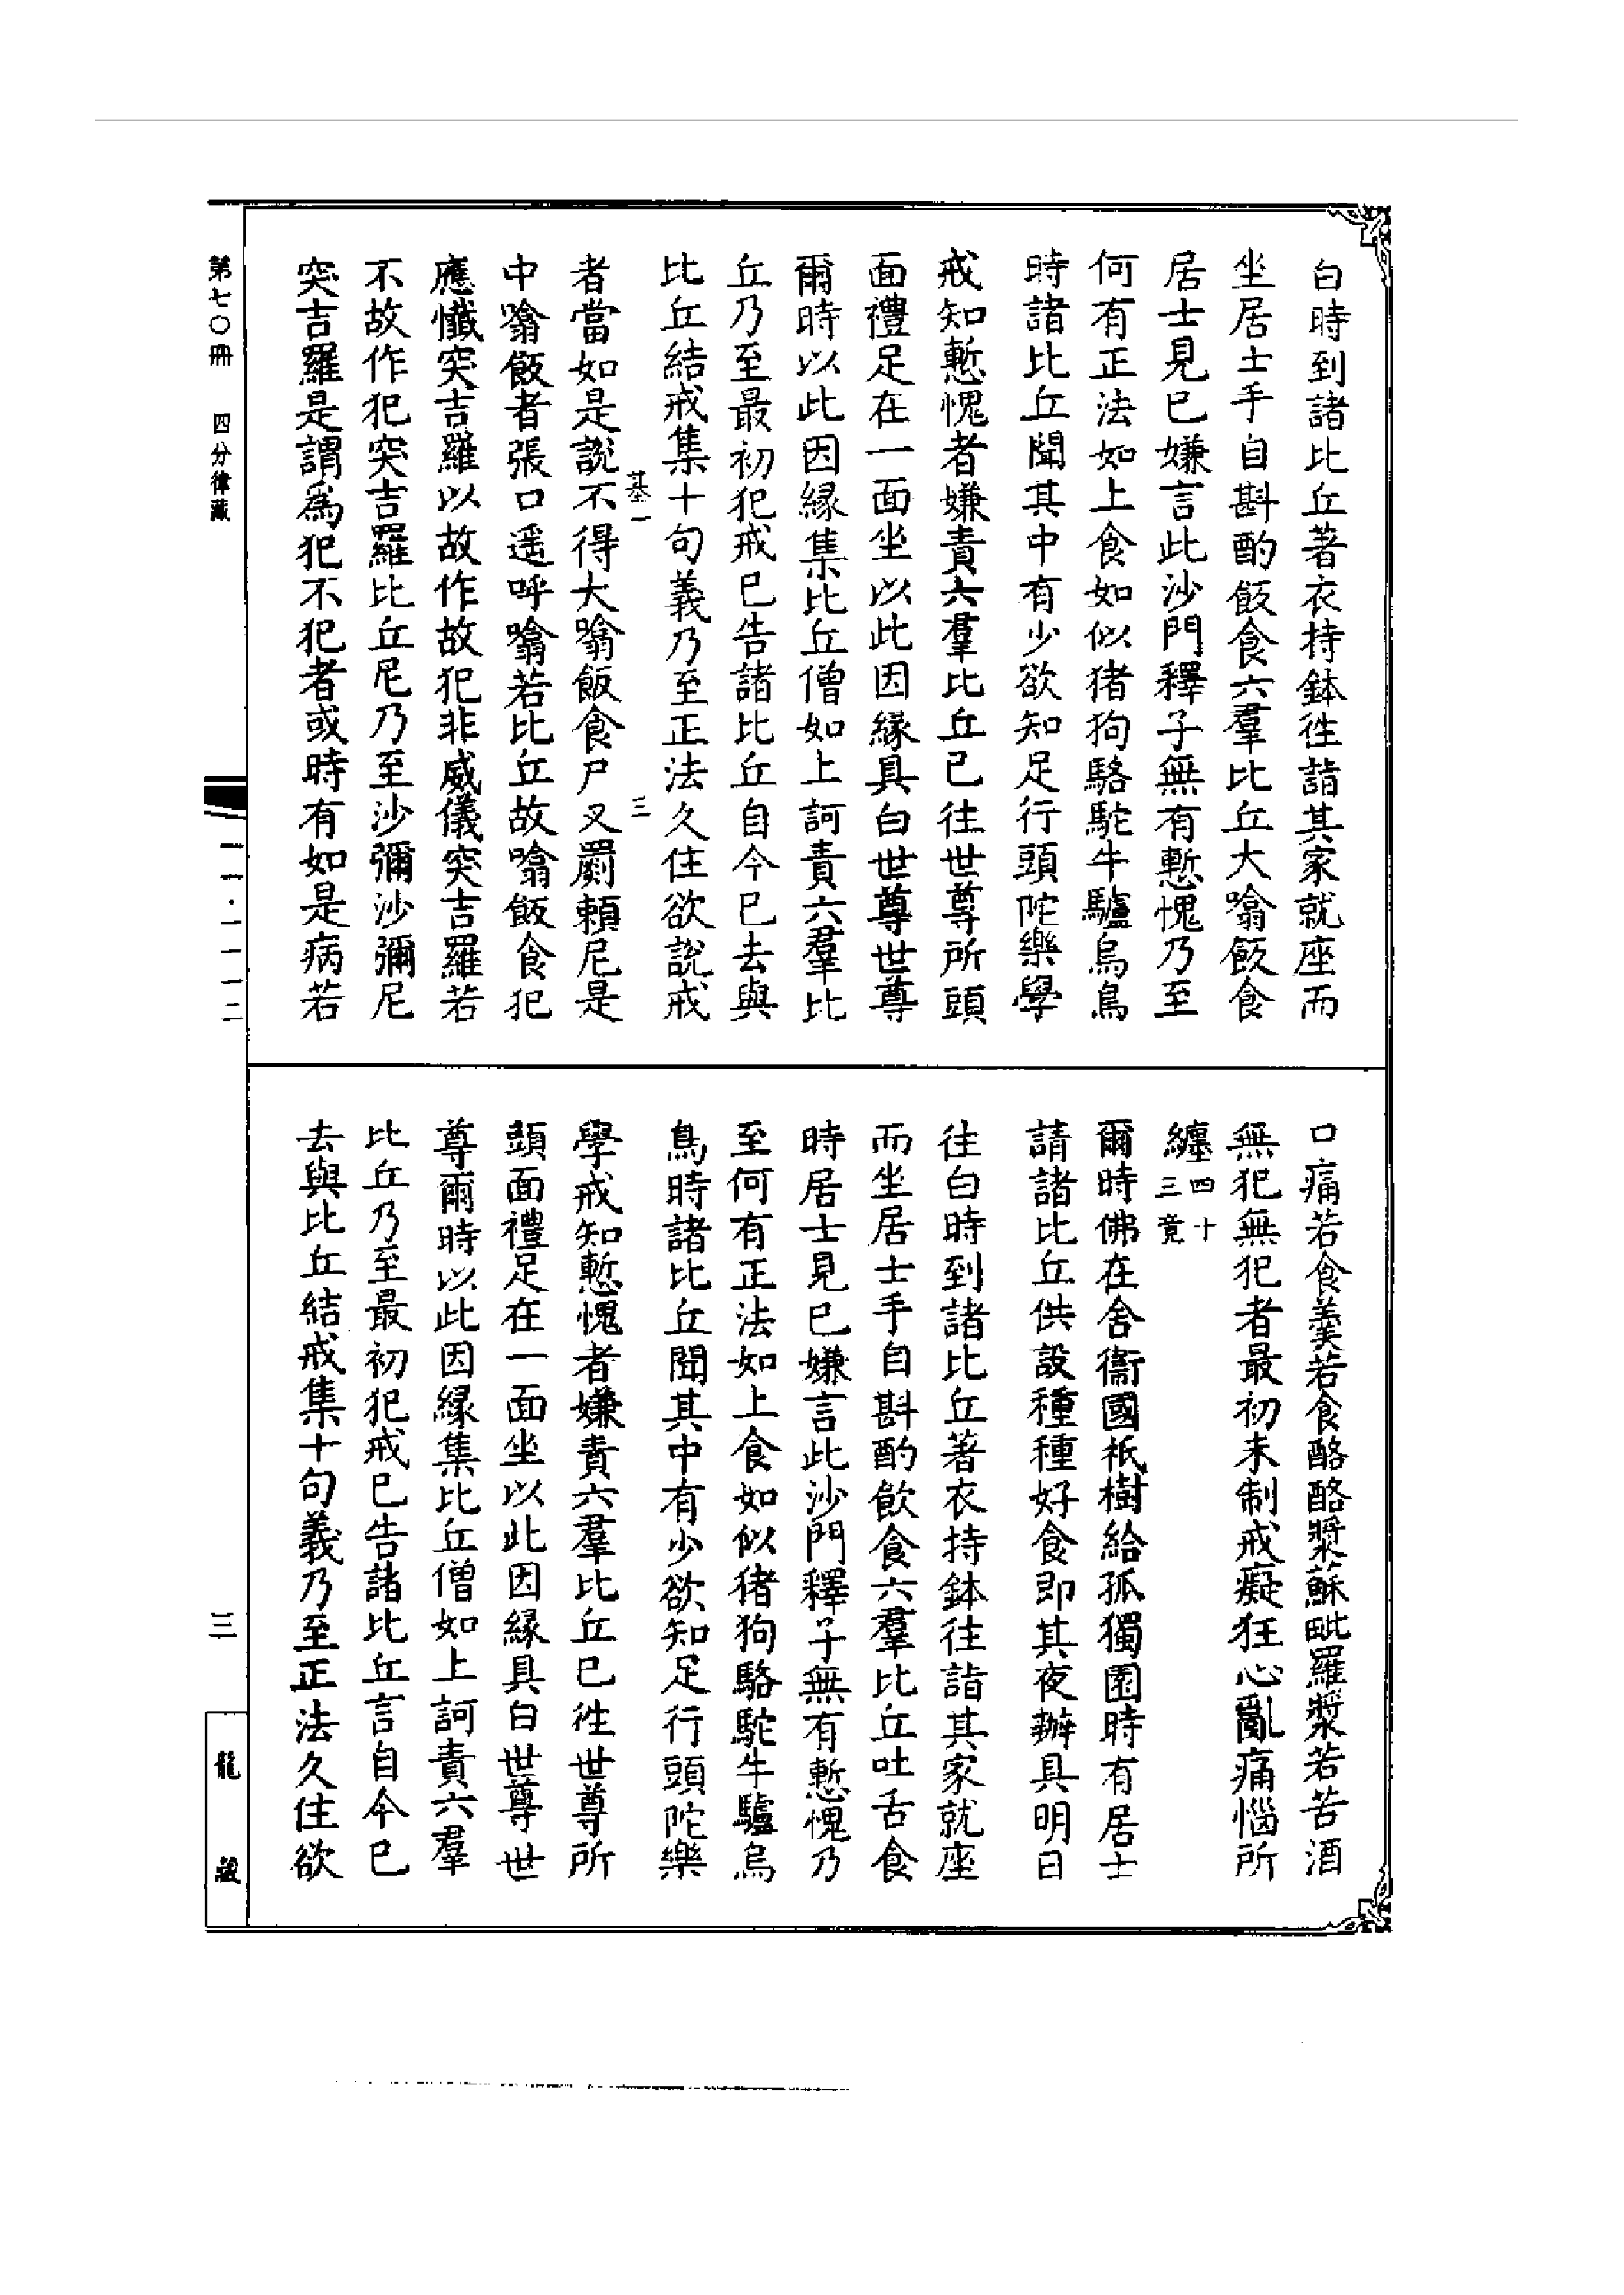 白時到諸比丘著衣持鉢徃詣其家就座而
坐居士手自斟酌飯食六羣比丘大噏飯食
居士見已嫌言此沙門釋子無有慙愧乃至
何有正法如上食如似猪狗駱駝牛驢烏鳥
時諸比丘聞其中有少欲知足行頭陀樂學
戒知慙愧者嫌責六羣比丘已往世尊所頭
面禮足在一面坐以此因緣具白世尊世尊
爾時以此因緣集比丘僧如上訶責六羣比
丘乃至最初犯戒已告諸比丘自今已去與
比丘結戒集十句義乃至正法久住欲說戒
基一 三
者當如是說不得大噏飯食尸叉罽賴尼是
中噏飯者張口遥呼噏若比丘故噏飯食犯
應懺突吉羅以故作故犯非威儀突吉羅若
不故作犯突吉羅比丘尼乃至沙彌沙彌尼
突吉羅是謂為犯不犯者或時有如是病若
口痛若食羹若食酪酪漿酥毗羅漿若苦酒
無犯無犯者最初未制戒癡狂心亂痛惱所
纏四十三竟
爾時佛在舍衞國祇樹給孤獨園時有居士
請諸比丘供設種種好食即其夜辦具明日
往白時到諸比丘著衣持鉢往詣其家就座
而坐居士手自斟酌飲食六羣比丘吐舌食
時居士見已嫌言此沙門釋子無有慙愧乃
至何有正法如上食如似猪狗駱駝牛驢烏
鳥時諸比丘聞其中有少欲知足行頭陀樂
學戒知慙愧者嫌責六羣比丘已徃世尊所
頭面禮足在一面坐以此因緣具白世尊世
尊爾時以此因緣集比丘僧如上訶責六羣
比丘乃至最初犯戒已告諸比丘言自今已
去與比丘結戒集十句義乃至正法久住欲
第七〇冊 四分律藏
一一·一一一二
三
龍藏